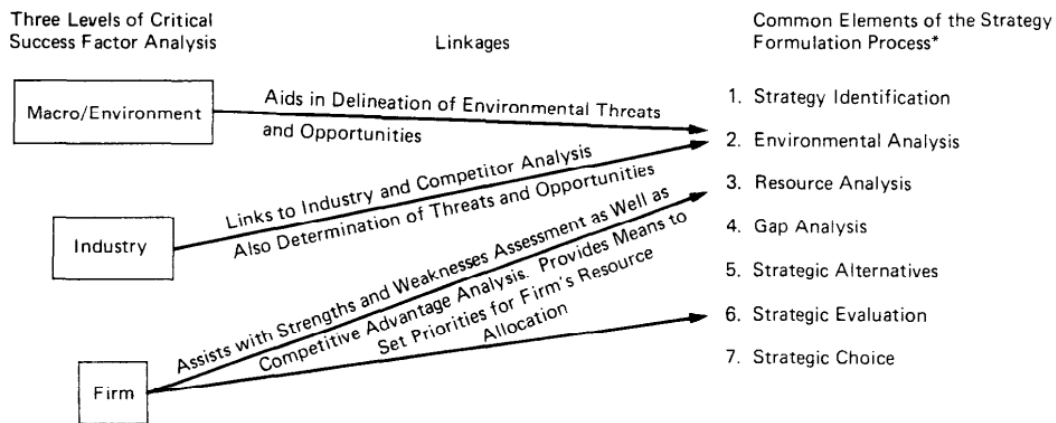 Three Levels of Critical
Success Factor Analysis
Linkages
Common Elements of the Strategy
Formulation Process*
Macro/Environment
Aids in Delineation of Environmental Threats
and Opportunities
Industry
Links to Industry and Competitor Analysis
Also Determination of Threats and Opportunities
Firm
Assists with Strengths and Weaknesses Assessment as Well as
Competitive Advantage Analysis. Provides Means to
Set Priorities for Firm's Resource
Allocation
1. Strategy Identification
2. Environmental Analysis
3. Resource Analysis
4. Gap Analysis
5. Strategic Alternatives
6. Strategic Evaluation
7. Strategic Choice